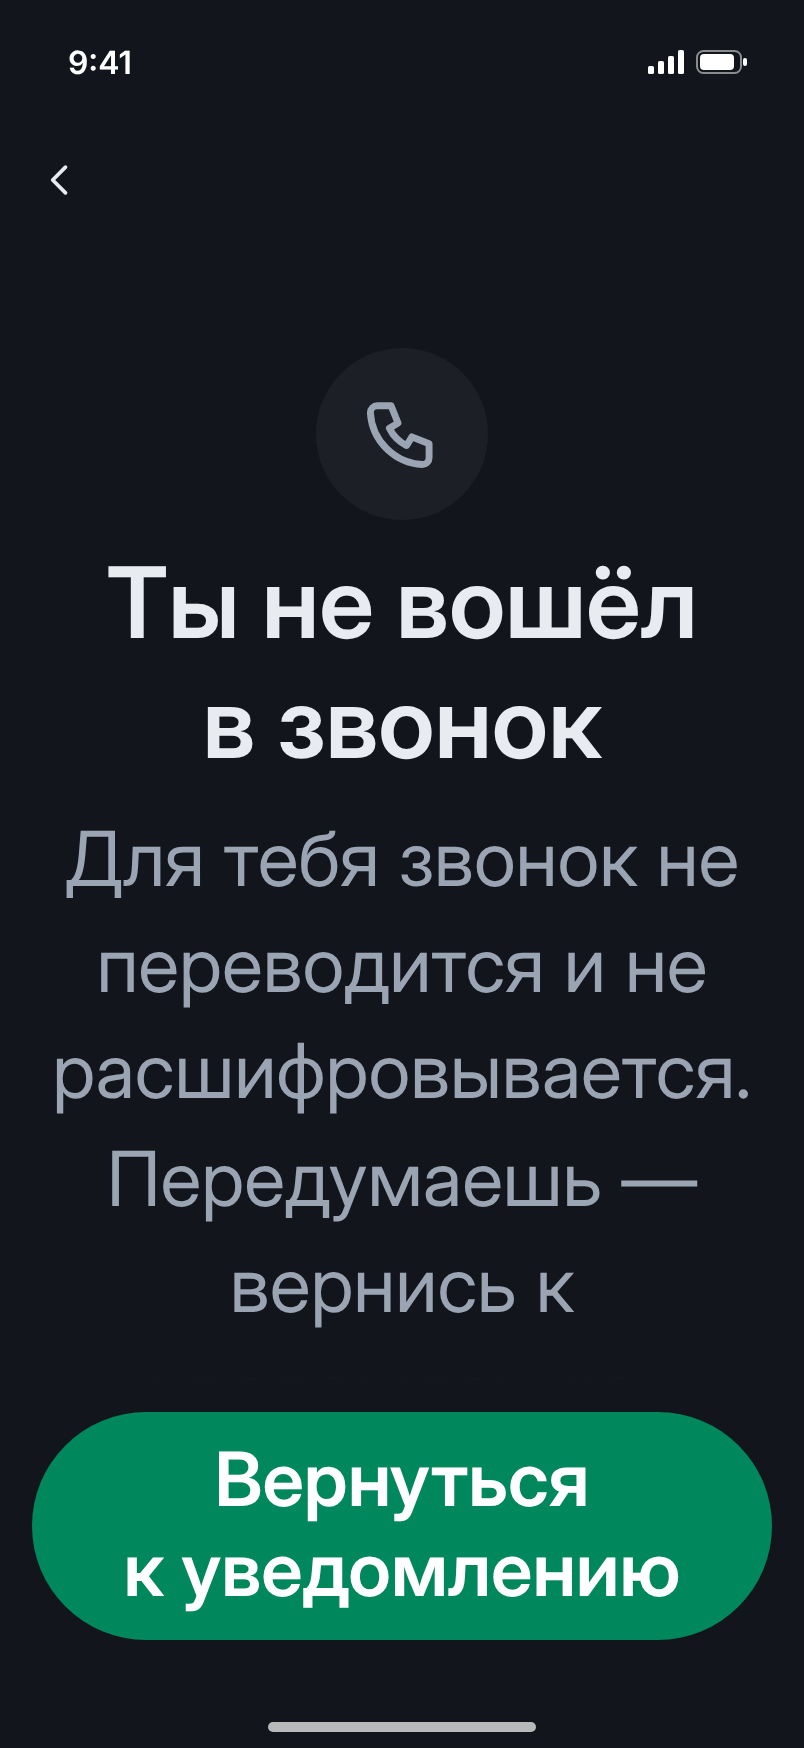 9:41
Ты не вошёл
в звонок
Для тебя звонок не
переводится и не
расшифровывается.
Передумаешь —
вернись к
Вернуться
к уведомлению